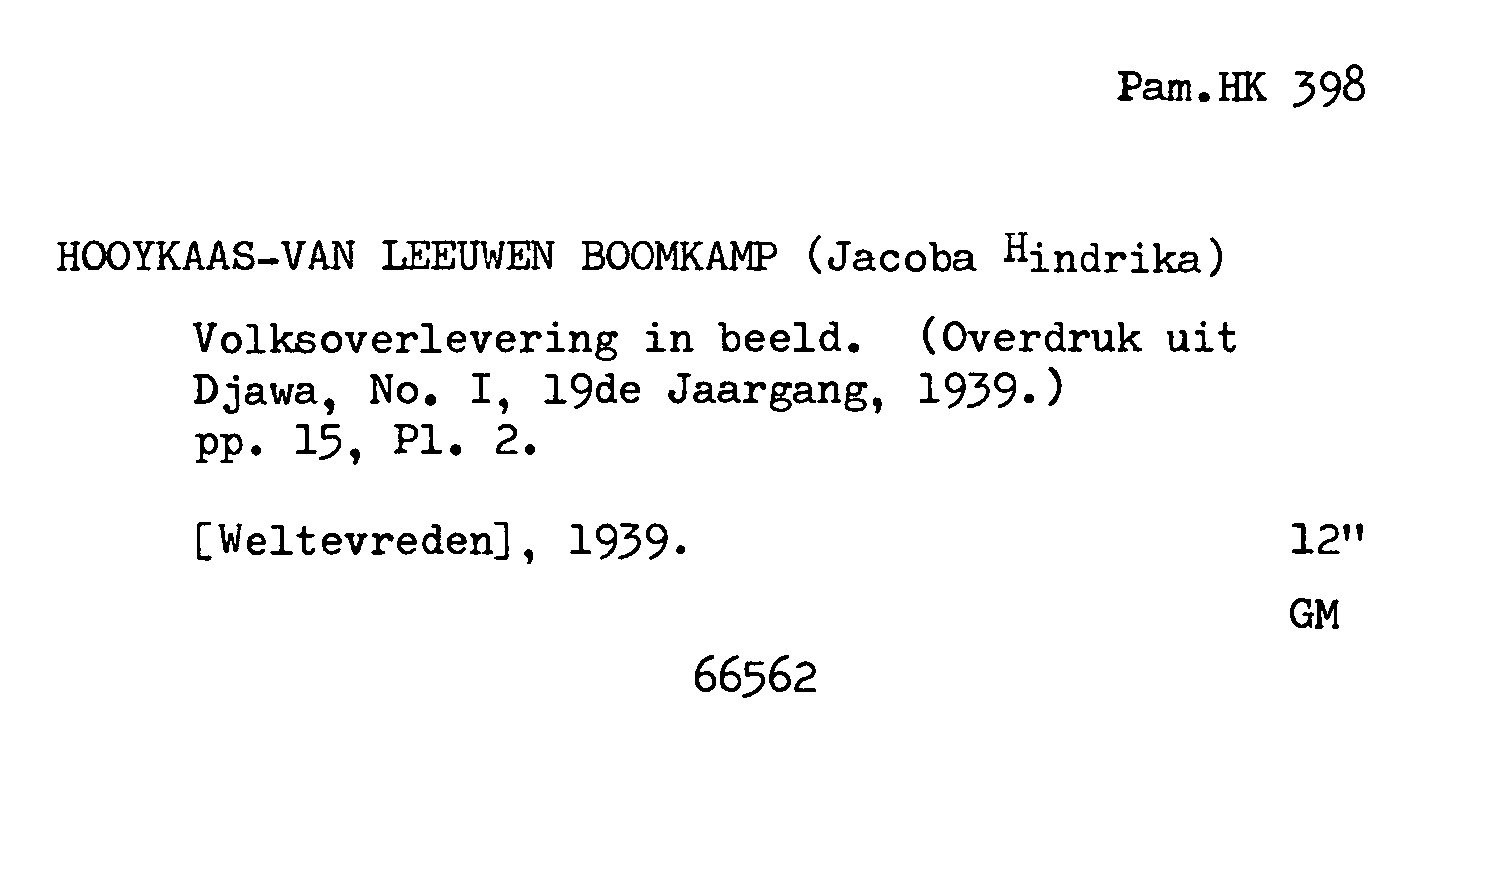 Pam.HK 398
HOOYKAAS-VAN LEEUWEN BOOMKAMP (Jacoba Hindrika)
Volksoverlevering in beeld. (Overdruk uit
Djawa, No. I, 19de Jaargang, 1939.)
pp. 15, Pl. 2.
[Weltevreden], 1939. 12"
GM
66562